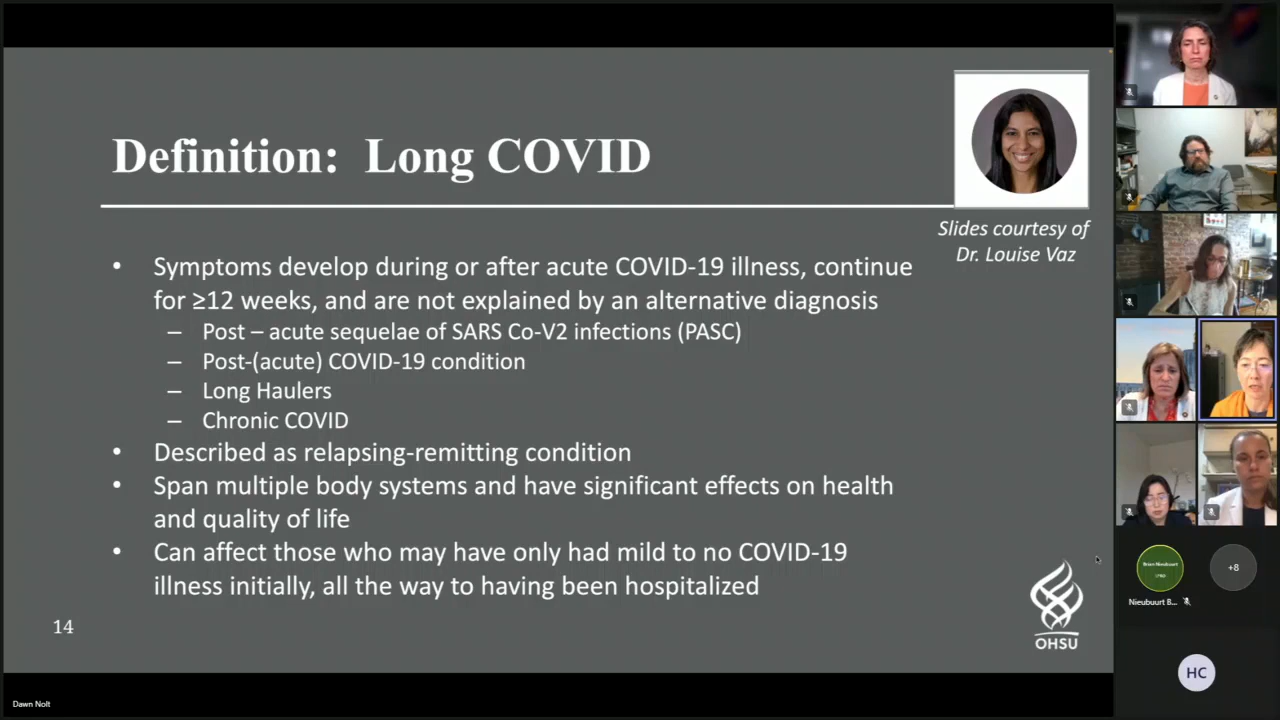 Definition: Long COVID
Slides courtesy of
Dr. Louise Vaz
• Symptoms develop during or after acute COVID-19 illness, continue
for ≥12 weeks, and are not explained by an alternative diagnosis
– Post – acute sequelae of SARS Co-V2 infections (PASC)
– Post-(acute) COVID-19 condition
– Long Haulers
– Chronic COVID
• Described as relapsing-remitting condition
• Span multiple body systems and have significant effects on health
and quality of life
• Can affect those who may have only had mild to no COVID-19
illness initially, all the way to having been hospitalized
14
OHSU
Dawn Nolt
Brian Nieubuurt
+8
Nieubuurt B...
HC